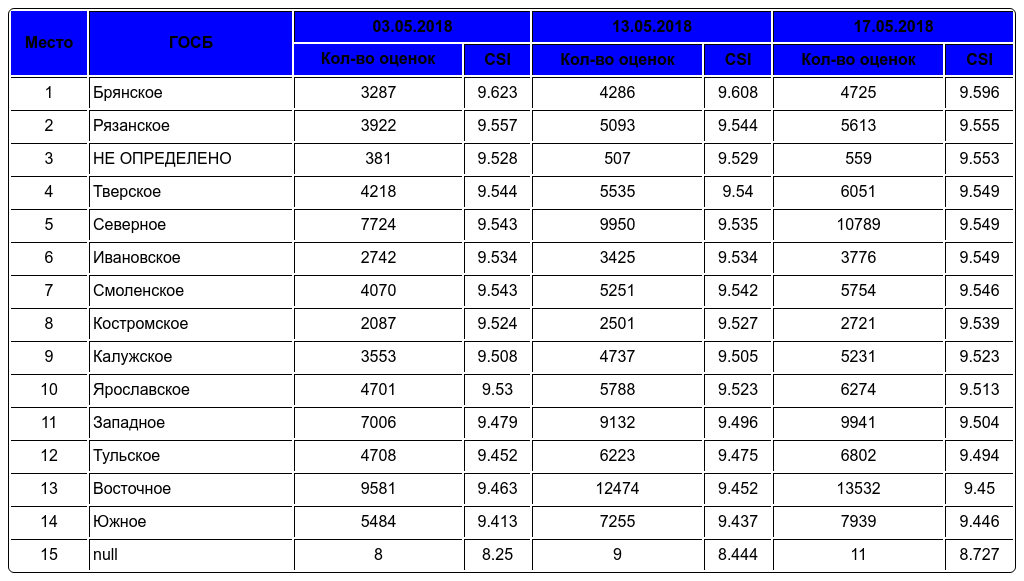 Место ГОСБ 03.05.2018 13.05.2018 17.05.2018
Кол-во оценок CSI Кол-во оценок CSI Кол-во оценок CSI
1 Брянское 3287 9.623 4286 9.608 4725 9.596
2 Рязанское 3922 9.557 5093 9.544 5613 9.555
3 НЕ ОПРЕДЕЛЕНО 381 9.528 507 9.529 559 9.553
4 Тверское 4218 9.544 5535 9.54 6051 9.549
5 Северное 7724 9.543 9950 9.535 10789 9.549
6 Ивановское 2742 9.534 3425 9.534 3776 9.549
7 Смоленское 4070 9.543 5251 9.542 5754 9.546
8 Костромское 2087 9.524 2501 9.527 2721 9.539
9 Калужское 3553 9.508 4737 9.505 5231 9.523
10 Ярославское 4701 9.53 5788 9.523 6274 9.513
11 Западное 7006 9.479 9132 9.496 9941 9.504
12 Тульское 4708 9.452 6223 9.475 6802 9.494
13 Восточное 9581 9.463 12474 9.452 13532 9.45
14 Южное 5484 9.413 7255 9.437 7939 9.446
15 null 8 8.25 9 8.444 11 8.727